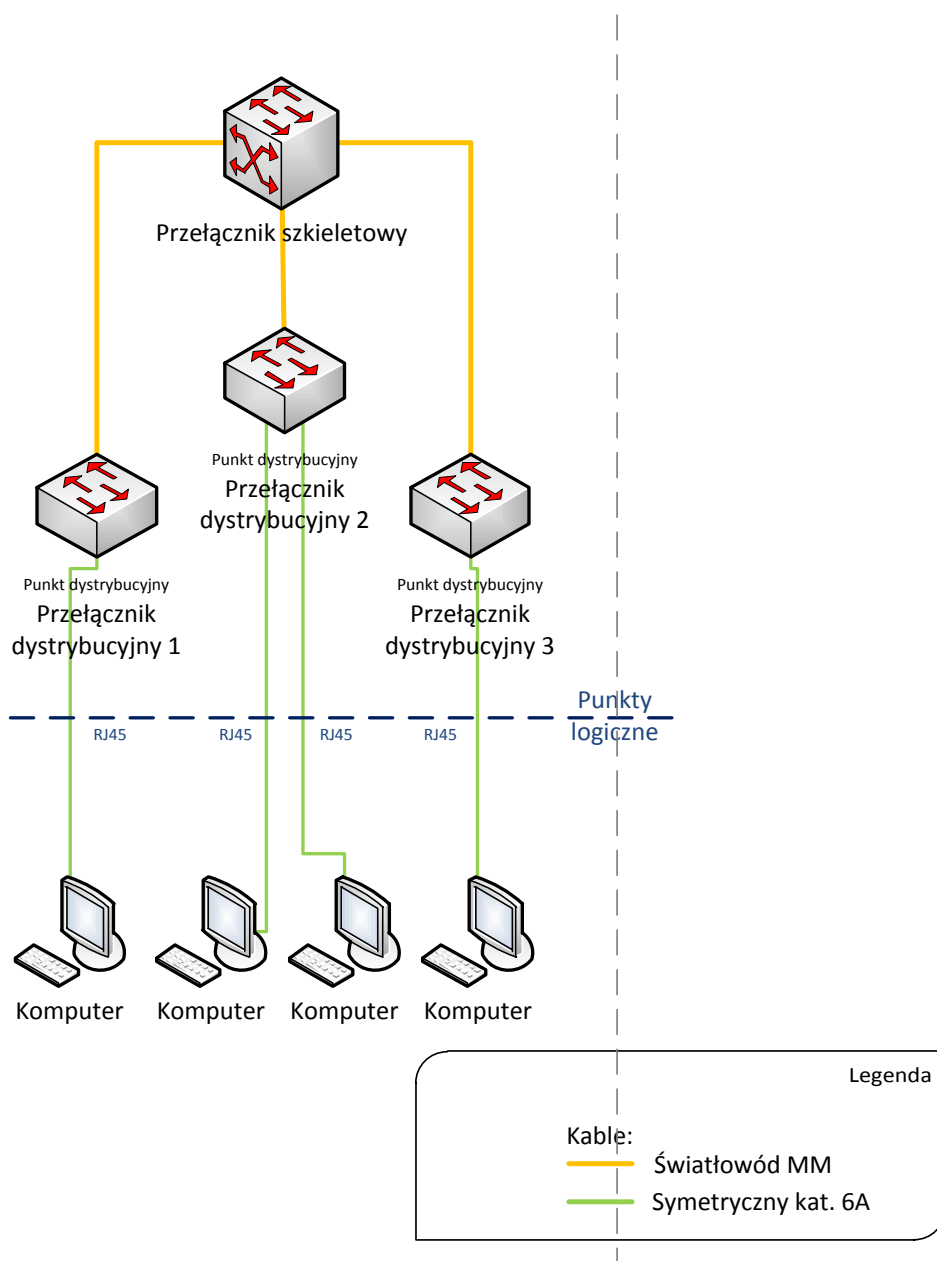 Przełącznik szkieletowy
Punkt dystrybucyjny
Przełącznik
dystrybucyjny 2
Punkt dystrybucyjny
Przełącznik
dystrybucyjny 1
Punkt dystrybucyjny
Przełącznik
dystrybucyjny 3
Punkty
logiczne
RJ45
RJ45
RJ45
RJ45
Komputer
Komputer
Komputer
Komputer
Legenda
Kable:
Światłowód MM
Symetryczny kat. 6A